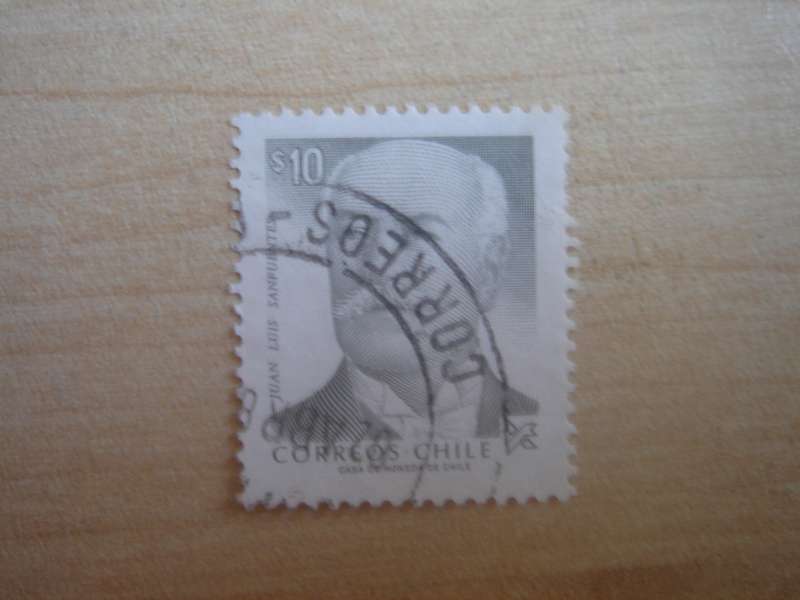 $10
JUAN LUIS SANFUENTES
CORREOS
CORREOS CHILE
CASA DE MONEDA DE CHILE